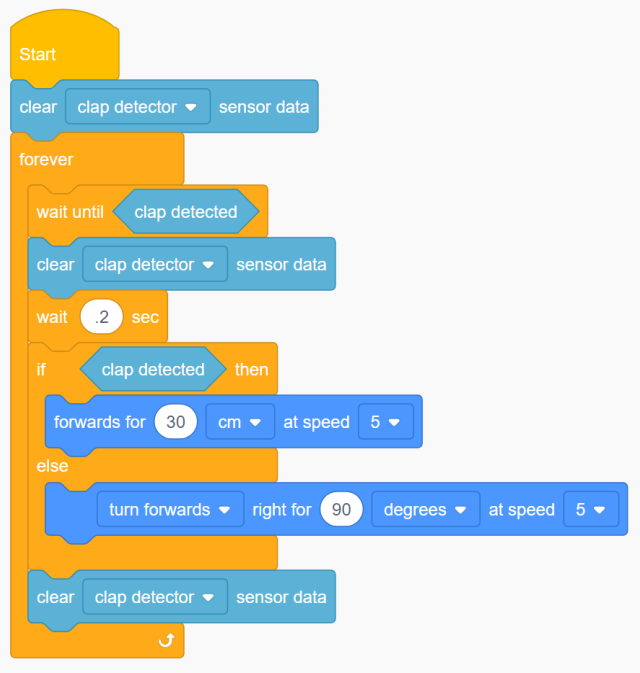 Start
clear clap detector sensor data
forever
wait until clap detected
clear clap detector sensor data
wait .2 sec
if clap detected then
forwards for 30 cm at speed 5
else
turn forwards right for 90 degrees at speed 5
clear clap detector sensor data